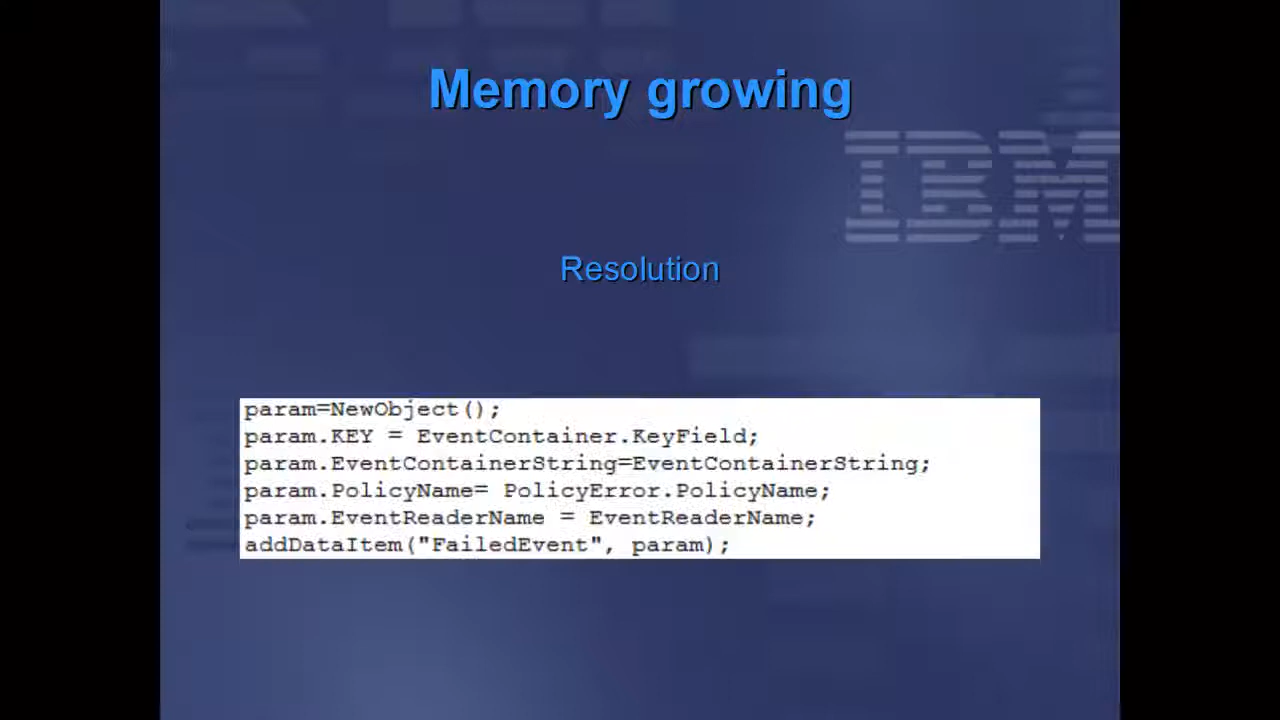 Memory growing
IBM
Resolution
param=NewObject();
param.KEY = EventContainer.KeyField;
param.EventContainerString=EventContainerString;
param.PolicyName= PolicyError.PolicyName;
param.EventReaderName = EventReaderName;
addDataItem("FailedEvent", param);